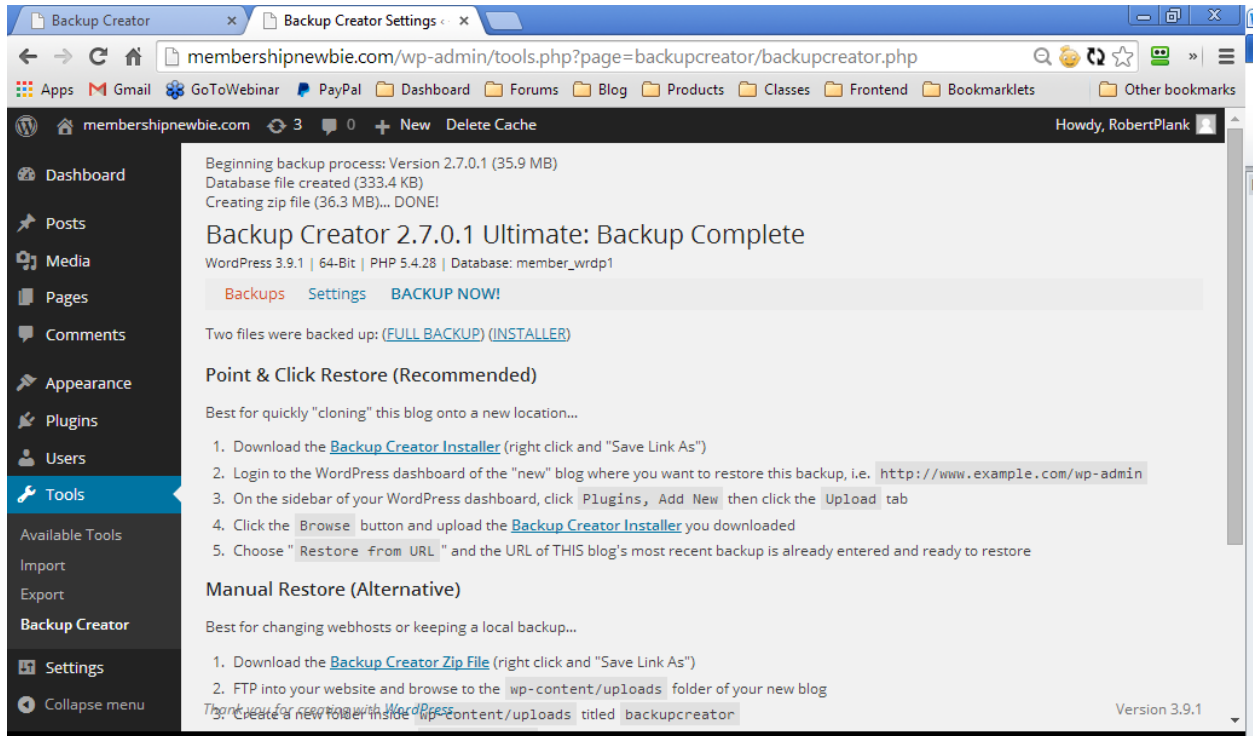 Backup Creator
Backup Creator Settings ‹
membershipnewbie.com/wp-admin/tools.php?page=backupcreator/backupcreator.php
Apps Gmail GoToWebinar PayPal Dashboard Forums Blog Products Classes Frontend Bookmarklets Other bookmarks
membershipnewbie.com 3 0 + New Delete Cache Howdy, RobertPlank
Dashboard
Posts
Media
Pages
Comments
Appearance
Plugins
Users
Tools
Available Tools
Import
Export
Backup Creator
Settings
Collapse menu
Beginning backup process: Version 2.7.0.1 (35.9 MB)
Database file created (333.4 KB)
Creating zip file (36.3 MB)... DONE!
Backup Creator 2.7.0.1 Ultimate: Backup Complete
WordPress 3.9.1 | 64-Bit | PHP 5.4.28 | Database: member_wrdp1
Backups Settings BACKUP NOW!
Two files were backed up: (FULL BACKUP) (INSTALLER)
Point & Click Restore (Recommended)
Best for quickly "cloning" this blog onto a new location...
1. Download the Backup Creator Installer (right click and "Save Link As")
2. Login to the WordPress dashboard of the "new" blog where you want to restore this backup, i.e. http://www.example.com/wp-admin
3. On the sidebar of your WordPress dashboard, click Plugins, Add New then click the Upload tab
4. Click the Browse button and upload the Backup Creator Installer you downloaded
5. Choose "Restore from URL" and the URL of THIS blog's most recent backup is already entered and ready to restore
Manual Restore (Alternative)
Best for changing webhosts or keeping a local backup...
1. Download the Backup Creator Zip File (right click and "Save Link As")
2. FTP into your website and browse to the wp-content/uploads folder of your new blog
3. Create a new folder inside wp-content/uploads titled backupcreator
Thank you for creating with WordPress.
Version 3.9.1